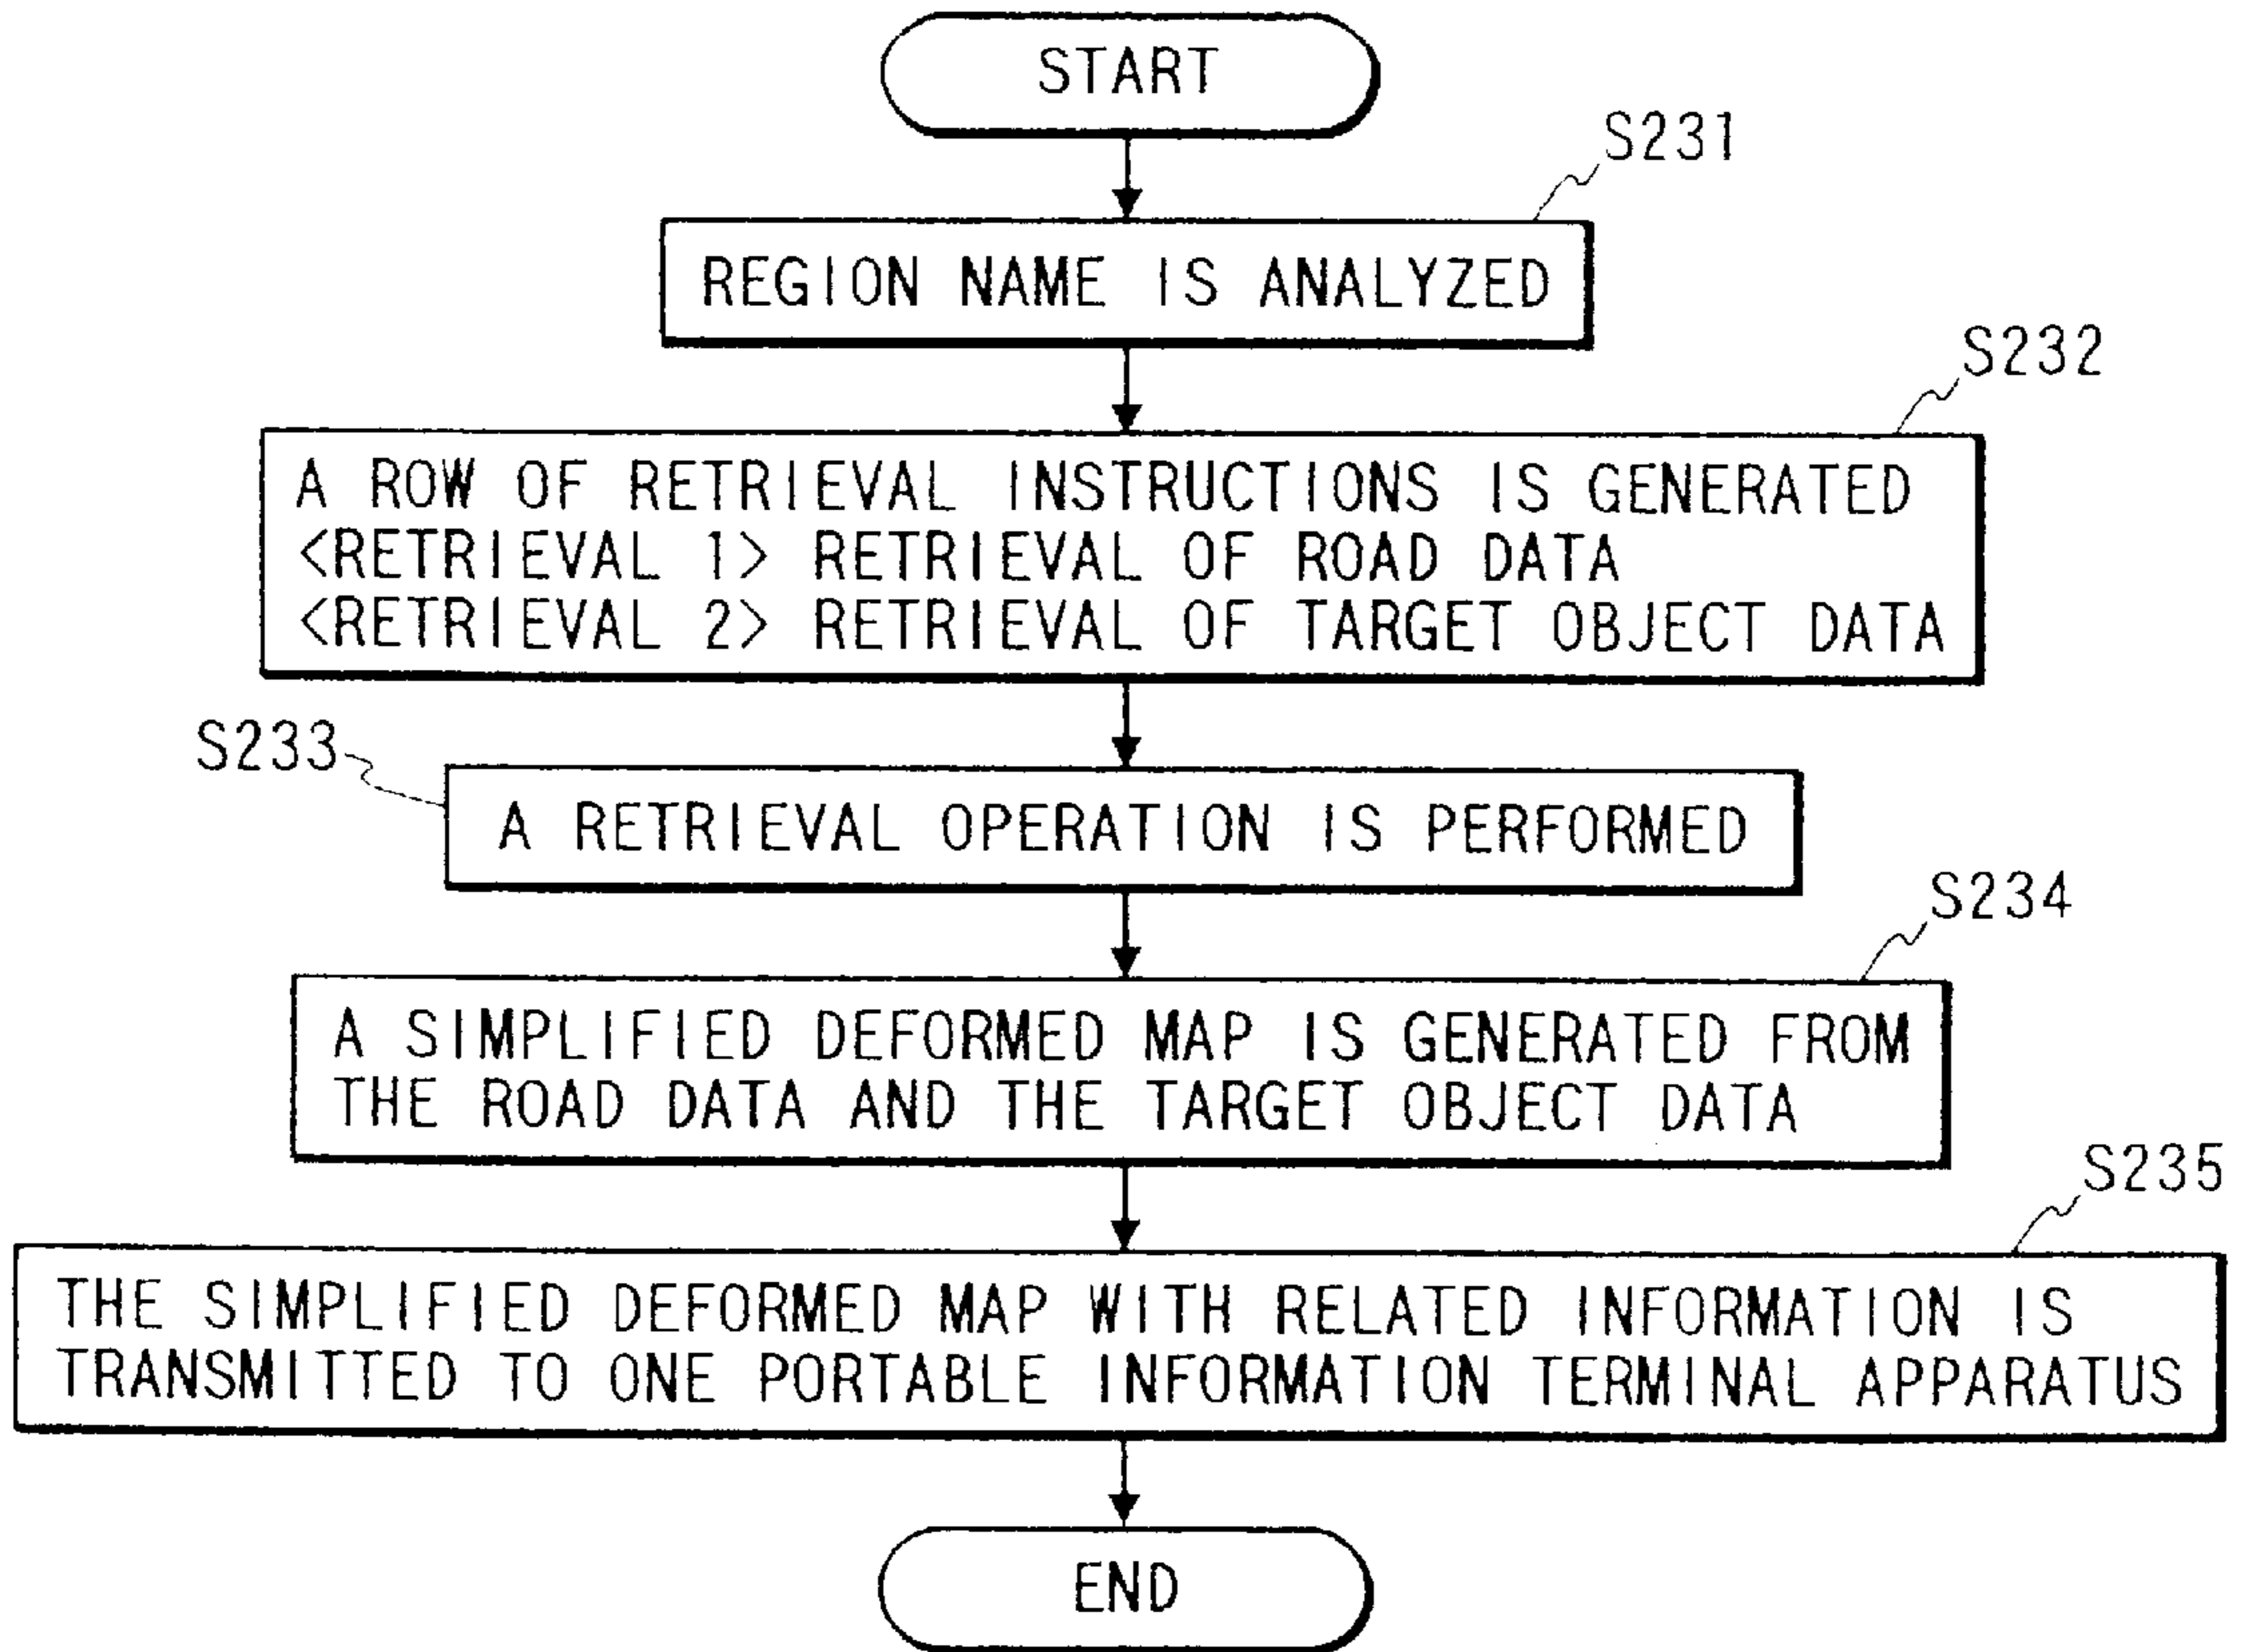 START
S231
REGION NAME IS ANALYZED
S232
A ROW OF RETRIEVAL INSTRUCTIONS IS GENERATED
<RETRIEVAL 1> RETRIEVAL OF ROAD DATA
<RETRIEVAL 2> RETRIEVAL OF TARGET OBJECT DATA
S233
A RETRIEVAL OPERATION IS PERFORMED
S234
A SIMPLIFIED DEFORMED MAP IS GENERATED FROM
THE ROAD DATA AND THE TARGET OBJECT DATA
S235
THE SIMPLIFIED DEFORMED MAP WITH RELATED INFORMATION IS
TRANSMITTED TO ONE PORTABLE INFORMATION TERMINAL APPARATUS
END